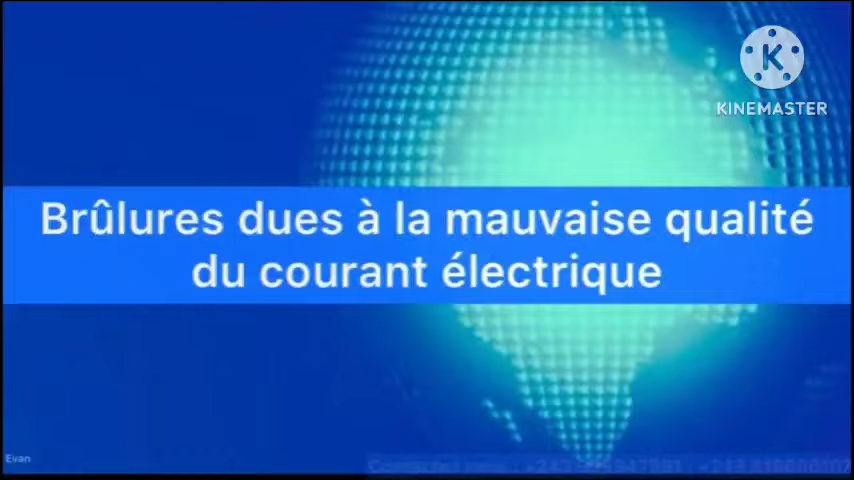 KINEMASTER
Brûlures dues à la mauvaise qualité
du courant électrique
Evan